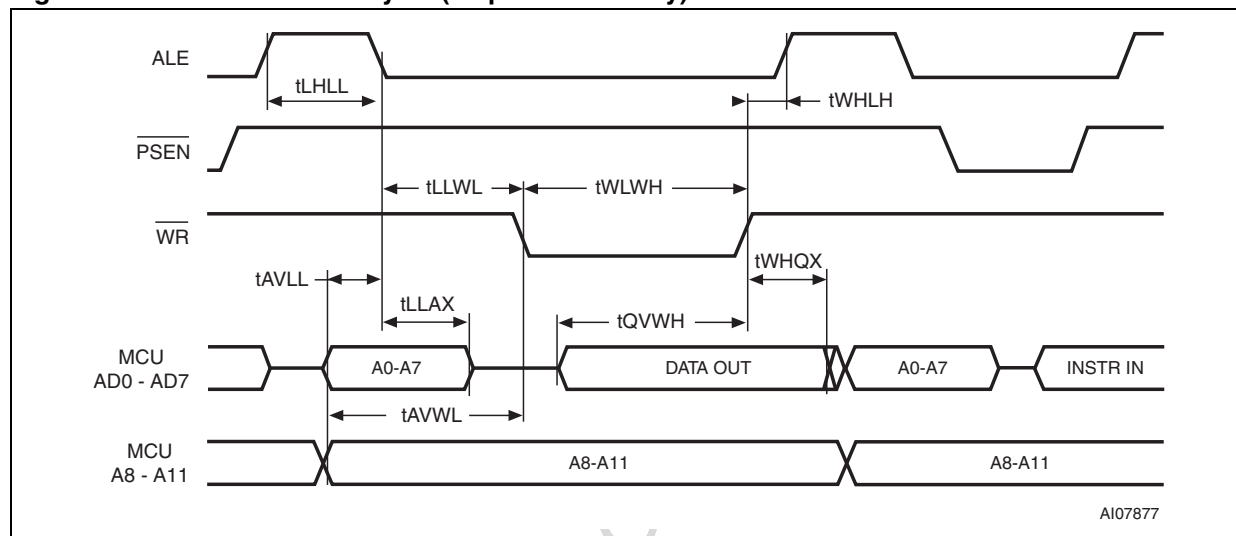 ALE
tLHLL
tWHLH
PSEN
tLLWL
tWLWH
WR
tAVLL
tWHQX
tLLAX
tQVWH
MCU
AD0 - AD7
A0-A7
DATA OUT
A0-A7
INSTR IN
tAVWL
MCU
A8 - A11
A8-A11
A8-A11
AI07877